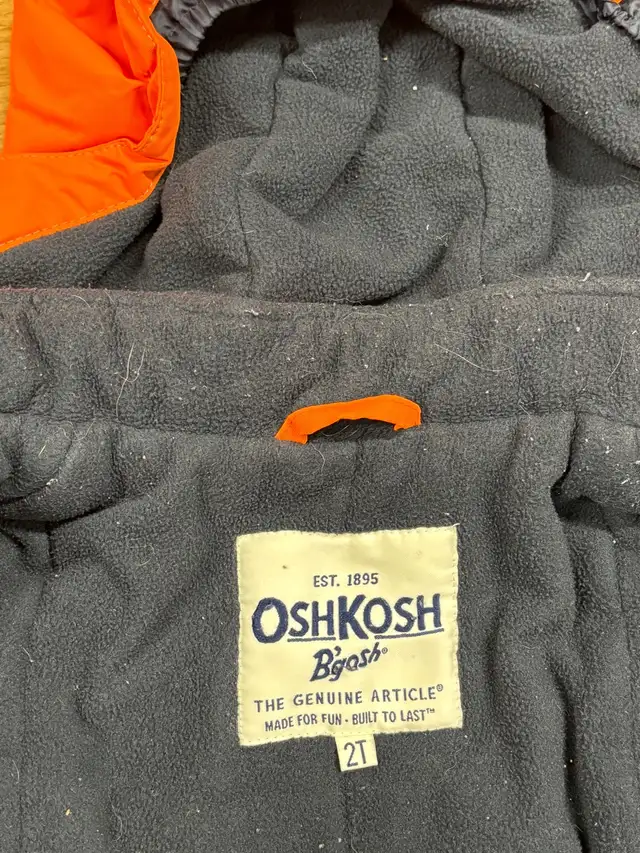 EST. 1895
OSHKOSH
B'gosh®
THE GENUINE ARTICLE®
MADE FOR FUN · BUILT TO LAST™
2T